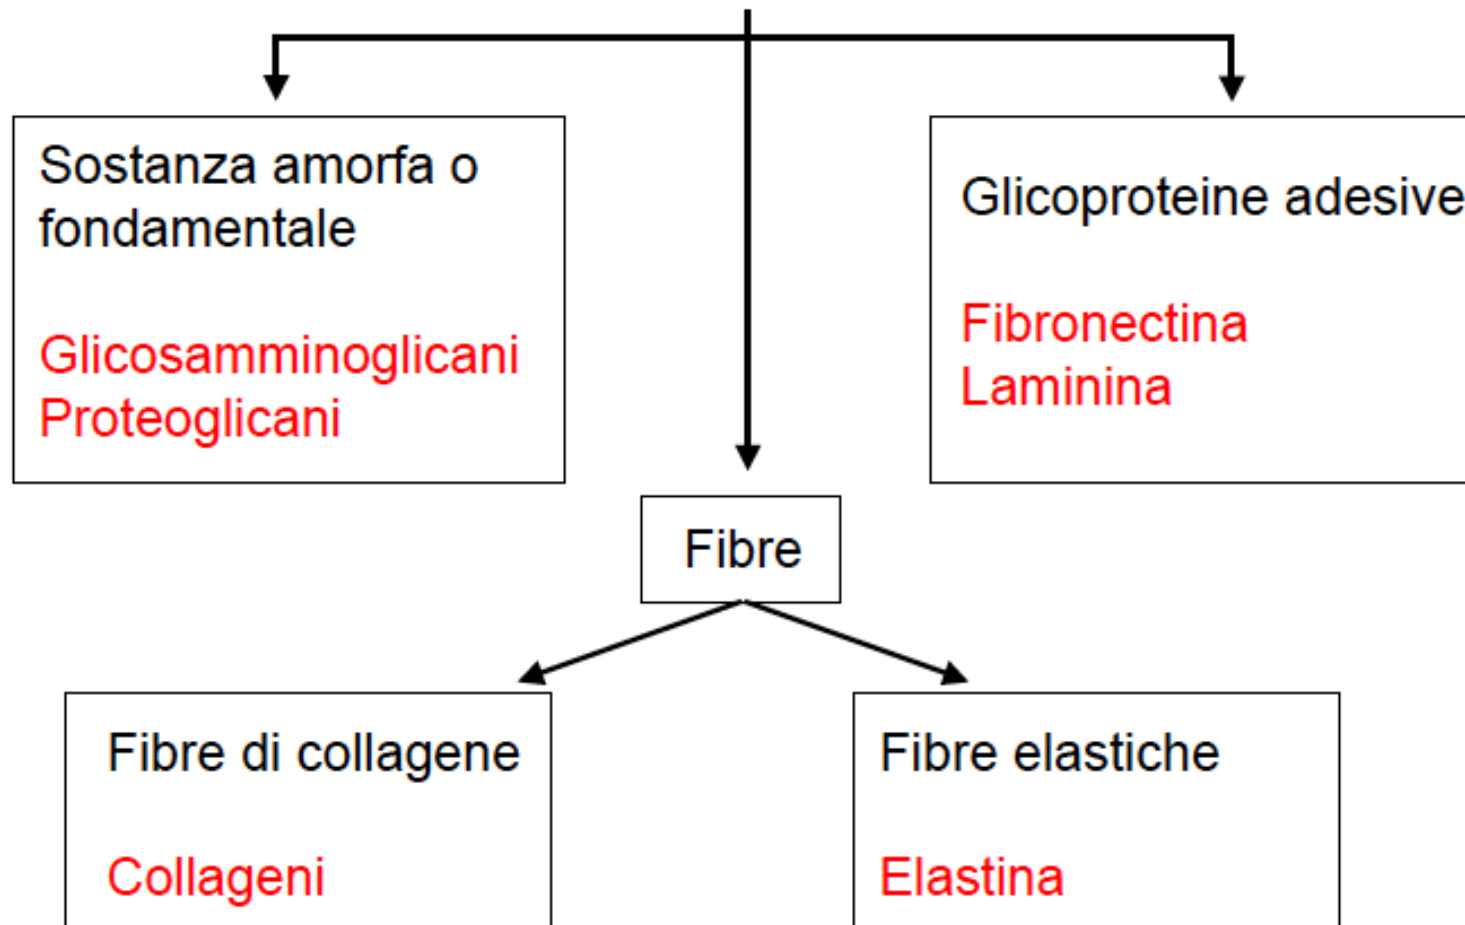 Sostanza amorfa o
fondamentale
Glicosamminoglicani
Proteoglicani
Glicoproteine adesive
Fibronectina
Laminina
Fibre
Fibre di collagene
Collageni
Fibre elastiche
Elastina